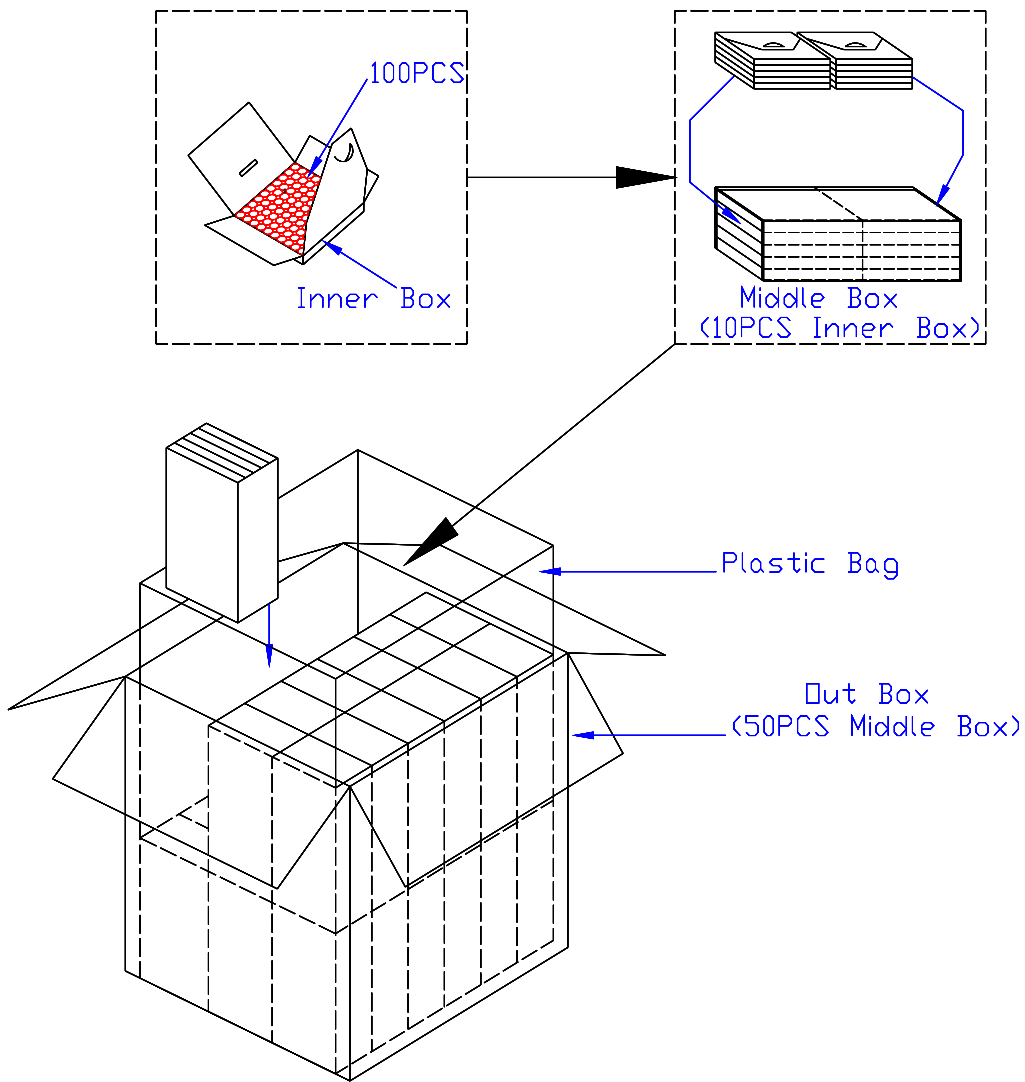 100PCS
Inner Box
Middle Box
(10PCS Inner Box)
Plastic Bag
Out Box
(50PCS Middle Box)